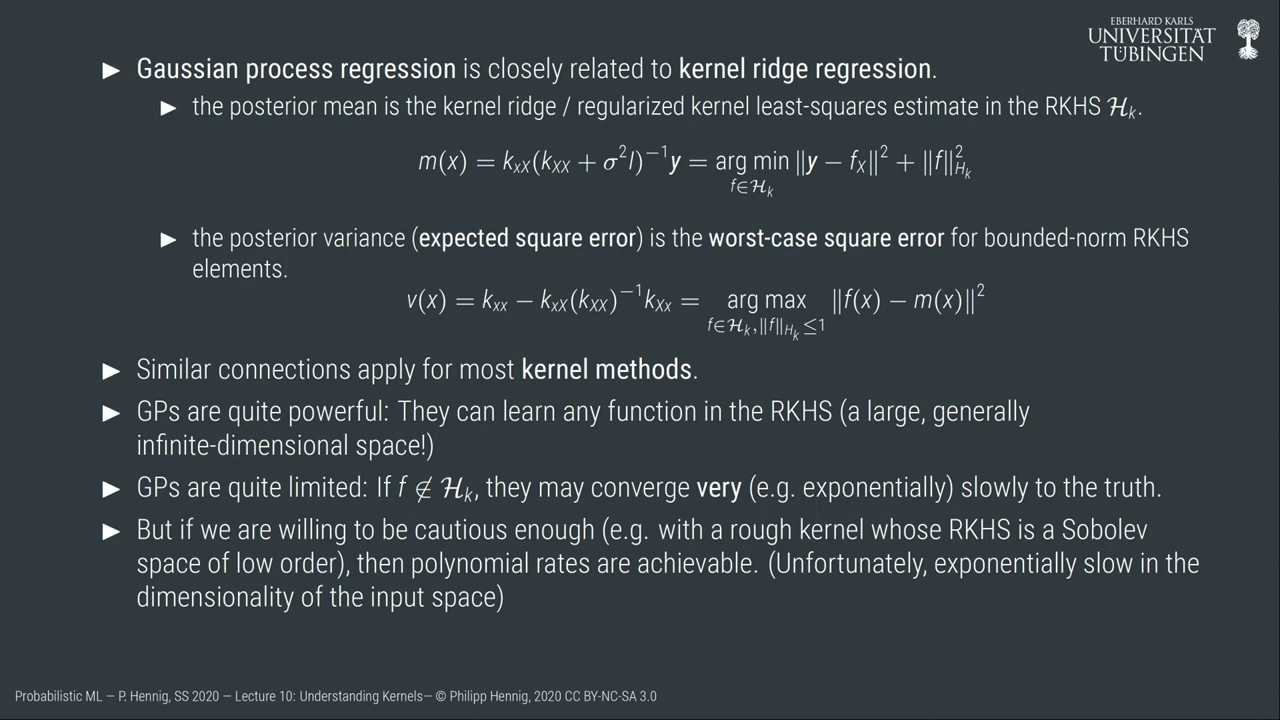 EBERHARD KARLS
UNIVERSITÄT
TÜBINGEN
▶ Gaussian process regression is closely related to kernel ridge regression.
▶ the posterior mean is the kernel ridge / regularized kernel least-squares estimate in the RKHS ℋₖ.
m(x) = k_{xX}(k_{XX} + σ²I)⁻¹y = arg min_{f∈ℋₖ} ‖y − f_X‖² + ‖f‖²_{Hₖ}
▶ the posterior variance (expected square error) is the worst-case square error for bounded-norm RKHS
elements.
v(x) = k_{xx} − k_{xX}(k_{XX})⁻¹k_{Xx} = arg max_{f∈ℋₖ,‖f‖_{Hₖ}≤1} ‖f(x) − m(x)‖²
▶ Similar connections apply for most kernel methods.
▶ GPs are quite powerful: They can learn any function in the RKHS (a large, generally
infinite-dimensional space!)
▶ GPs are quite limited: If f ∉ ℋₖ, they may converge very (e.g. exponentially) slowly to the truth.
▶ But if we are willing to be cautious enough (e.g. with a rough kernel whose RKHS is a Sobolev
space of low order), then polynomial rates are achievable. (Unfortunately, exponentially slow in the
dimensionality of the input space)
Probabilistic ML — P. Hennig, SS 2020 — Lecture 10: Understanding Kernels— © Philipp Hennig, 2020 CC BY-NC-SA 3.0